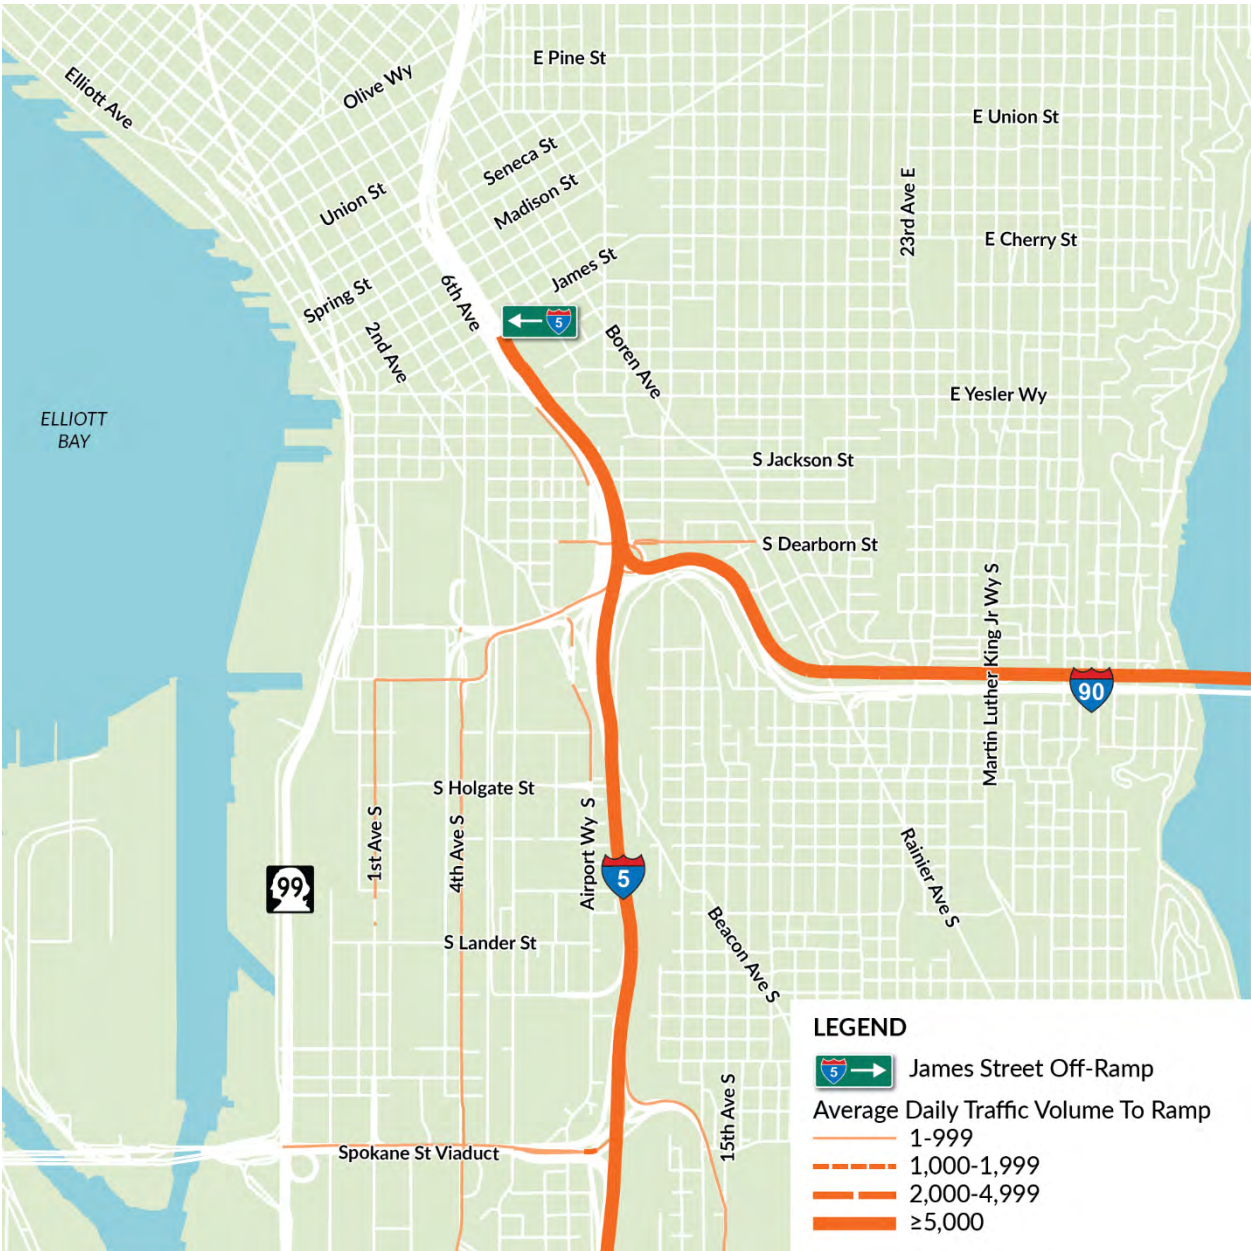 E Pine St
Elliott Ave
Olive Wy
E Union St
Seneca St
Union St
Madison St
23rd Ave E
E Cherry St
James St
Spring St
6th Ave
5
2nd Ave
Boren Ave
E Yesler Wy
ELLIOTT
BAY
S Jackson St
S Dearborn St
Martin Luther King Jr Wy S
90
S Holgate St
1st Ave S
4th Ave S
Airport Wy S
5
99
Rainier Ave S
S Lander St
Beacon Ave S
15th Ave S
Spokane St Viaduct
LEGEND
5 James Street Off-Ramp
Average Daily Traffic Volume To Ramp
1-999
1,000-1,999
2,000-4,999
≥5,000